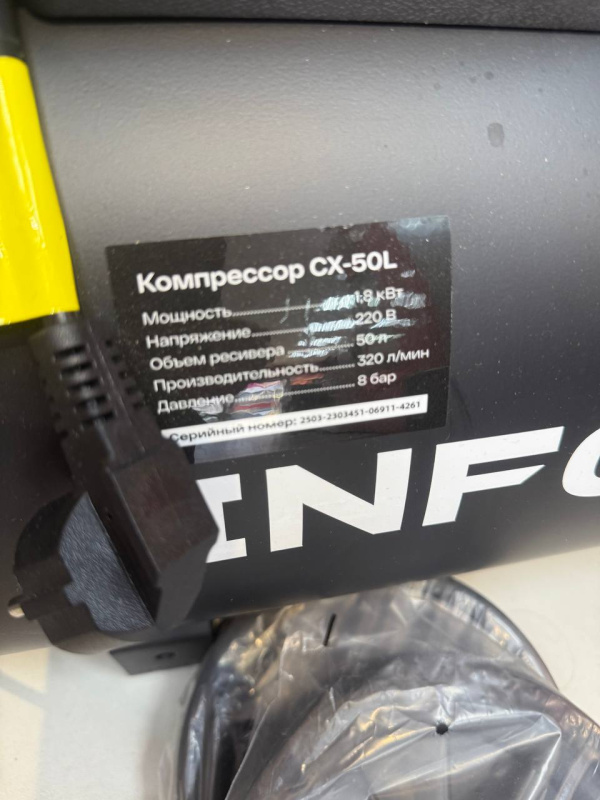 Компрессор CX-50L
Мощность 1,8 кВт
Напряжение 220 В
Объем ресивера 50 л
Производительность 320 л/мин
Давление 8 бар
Серийный номер: 2503-2303451-06911-4261
INFO